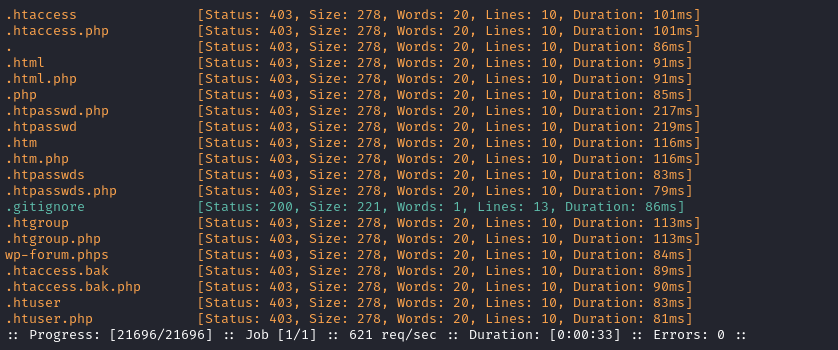 .htaccess [Status: 403, Size: 278, Words: 20, Lines: 10, Duration: 101ms]
.htaccess.php [Status: 403, Size: 278, Words: 20, Lines: 10, Duration: 101ms]
. [Status: 403, Size: 278, Words: 20, Lines: 10, Duration: 86ms]
.html [Status: 403, Size: 278, Words: 20, Lines: 10, Duration: 91ms]
.html.php [Status: 403, Size: 278, Words: 20, Lines: 10, Duration: 91ms]
.php [Status: 403, Size: 278, Words: 20, Lines: 10, Duration: 85ms]
.htpasswd.php [Status: 403, Size: 278, Words: 20, Lines: 10, Duration: 217ms]
.htpasswd [Status: 403, Size: 278, Words: 20, Lines: 10, Duration: 219ms]
.htm [Status: 403, Size: 278, Words: 20, Lines: 10, Duration: 116ms]
.htm.php [Status: 403, Size: 278, Words: 20, Lines: 10, Duration: 116ms]
.htpasswds [Status: 403, Size: 278, Words: 20, Lines: 10, Duration: 83ms]
.htpasswds.php [Status: 403, Size: 278, Words: 20, Lines: 10, Duration: 79ms]
.gitignore [Status: 200, Size: 221, Words: 1, Lines: 13, Duration: 86ms]
.htgroup [Status: 403, Size: 278, Words: 20, Lines: 10, Duration: 113ms]
.htgroup.php [Status: 403, Size: 278, Words: 20, Lines: 10, Duration: 113ms]
wp-forum.phps [Status: 403, Size: 278, Words: 20, Lines: 10, Duration: 84ms]
.htaccess.bak [Status: 403, Size: 278, Words: 20, Lines: 10, Duration: 89ms]
.htaccess.bak.php [Status: 403, Size: 278, Words: 20, Lines: 10, Duration: 90ms]
.htuser [Status: 403, Size: 278, Words: 20, Lines: 10, Duration: 83ms]
.htuser.php [Status: 403, Size: 278, Words: 20, Lines: 10, Duration: 81ms]
:: Progress: [21696/21696] :: Job [1/1] :: 621 req/sec :: Duration: [0:00:33] :: Errors: 0 ::